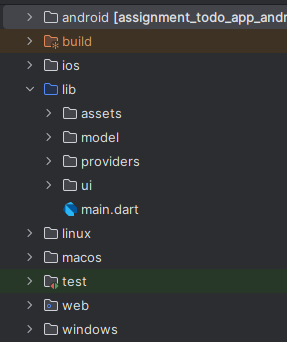 android [assignment_todo_app_andr
build
ios
lib
assets
model
providers
ui
main.dart
linux
macos
test
web
windows